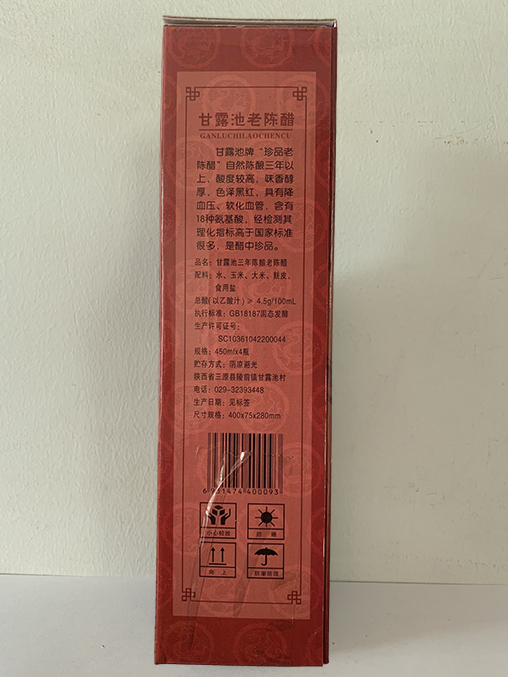 甘露池老陈醋
GANLUCHILAOCHENCU
甘露池牌“珍品老
陈醋”自然陈酿三年以
上、酸度较高，味香醇
厚，色泽黑红，具有降
血压、软化血管，含有
18种氨基酸，经检测其
理化指标高于国家标准
很多，是醋中珍品。
品名：甘露池三年陈酿老陈醋
配料：水、玉米、大米、麸皮、
食用盐
总酸(以乙酸汁)≥4.5g/100mL
执行标准：GB18187固态发酵
生产许可证号：
SC10361042200044
规格：450m/x4瓶
贮存方式：阴凉避光
陕西省三原县陵前镇甘露池村
电话：029-32393448
生产日期：见标签
尺寸规格：400x75x280mm
6 921474 400093
小心轻放
防 晒
向 上
防潮防湿